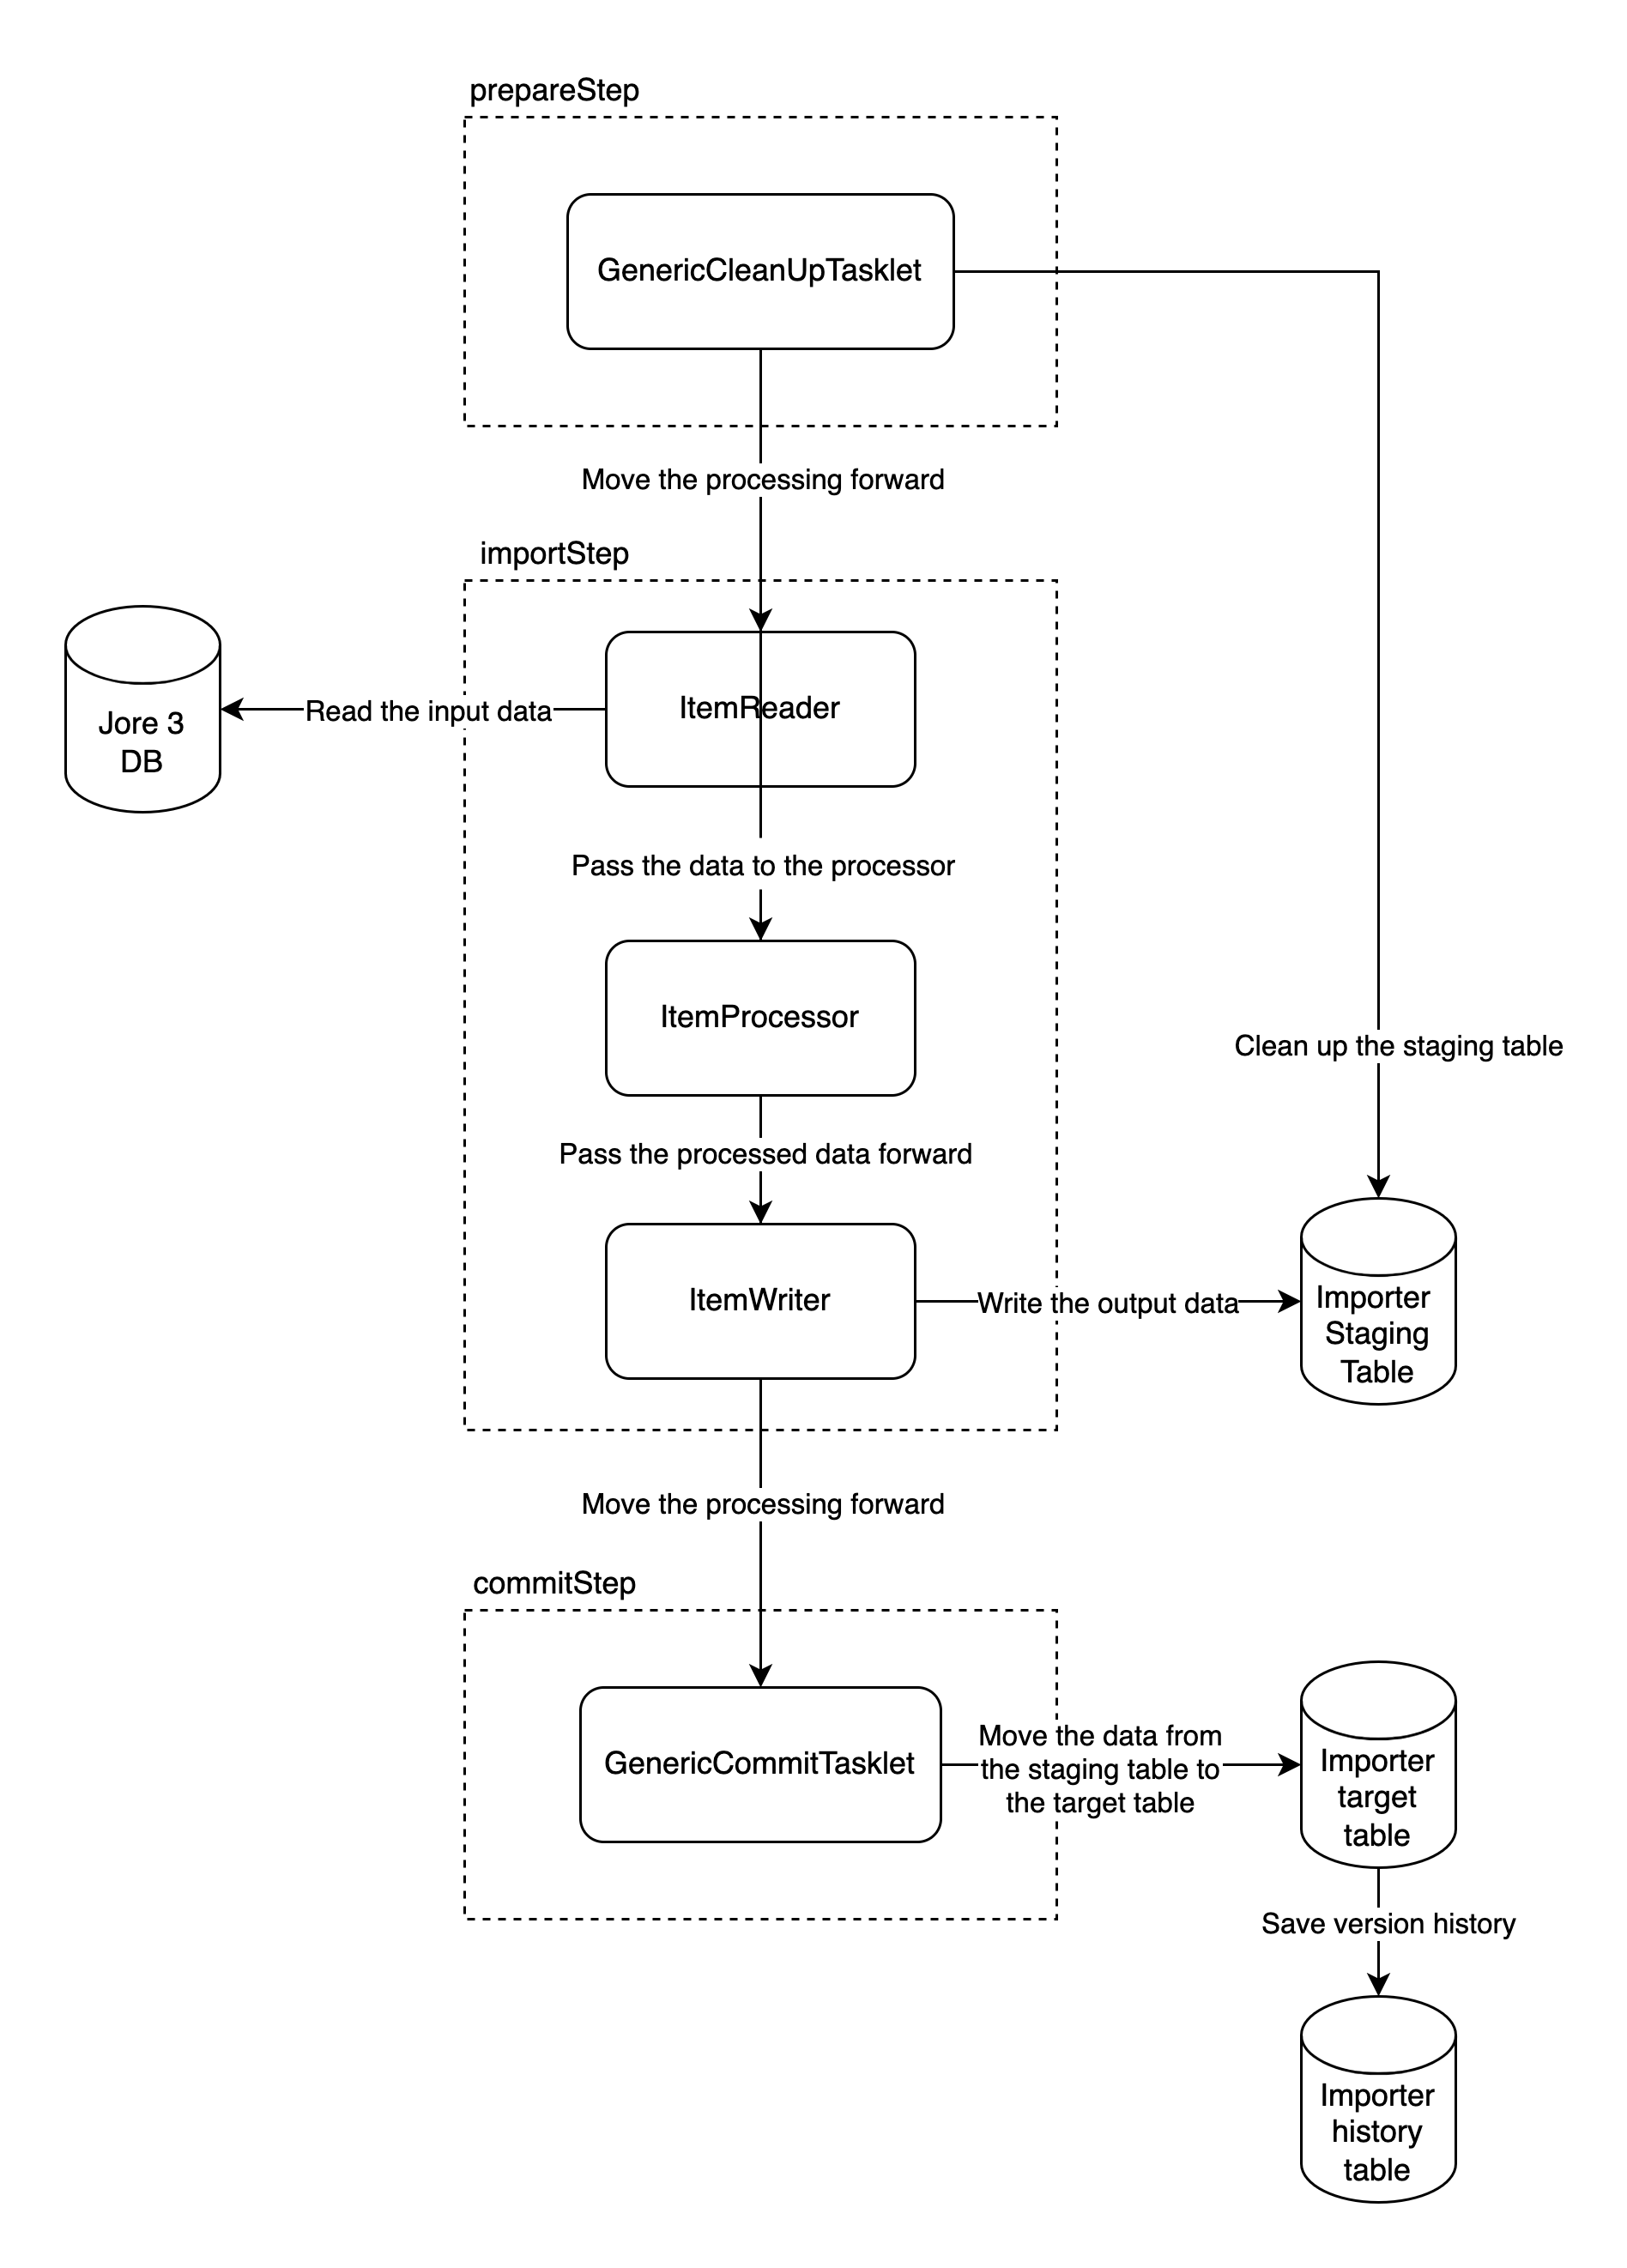 prepareStep
GenericCleanUpTasklet
Move the processing forward
importStep
ItemReader
Read the input data
Jore 3
DB
Pass the data to the processor
ItemProcessor
Clean up the staging table
Pass the processed data forward
ItemWriter
Write the output data
Importer
Staging
Table
Move the processing forward
commitStep
GenericCommitTasklet
Move the data from
the staging table to
the target table
Importer
target
table
Save version history
Importer
history
table